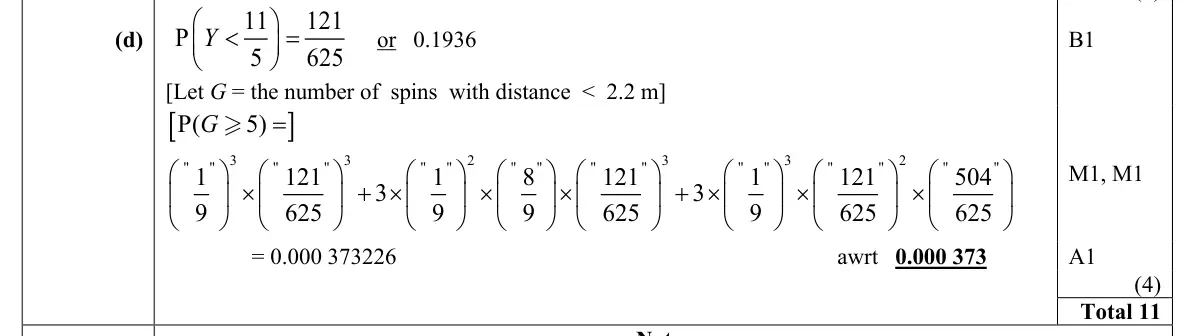 (d) P(Y < 11/5) = 121/625 or 0.1936 B1
[Let G = the number of spins with distance < 2.2 m]
[P(G ⩾ 5) =]
("1/9")^3 × ("121/625")^3 + 3 × ("1/9")^2 × ("8/9") × ("121/625")^3 + 3 × ("1/9")^3 × ("121/625")^2 × ("504/625") M1, M1
= 0.000 373226 awrt 0.000 373 A1
(4)
Total 11